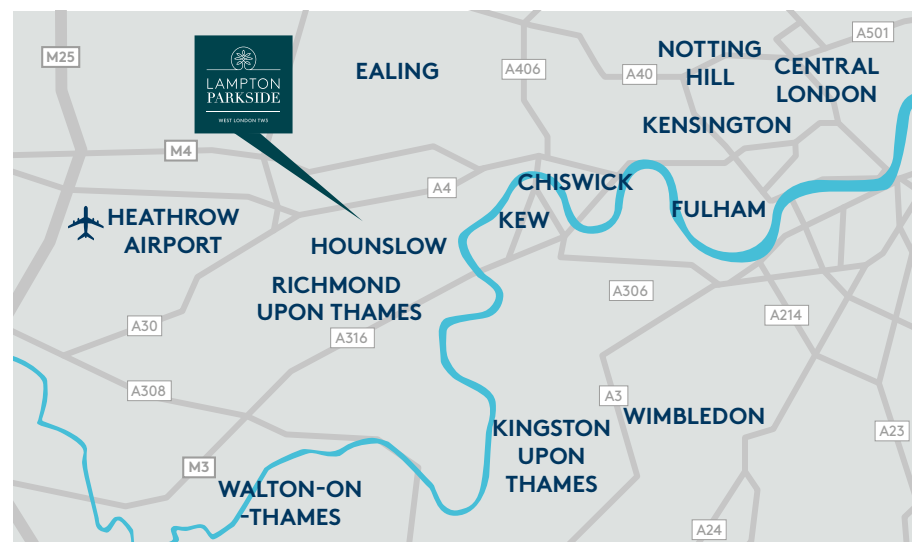 A501
M25
NOTTING
HILL
CENTRAL
LONDON
EALING
A406
A40
LAMPTON
PARKSIDE
WEST LONDON TW3
KENSINGTON
M4
CHISWICK
A4
HEATHROW
AIRPORT
KEW
FULHAM
HOUNSLOW
RICHMOND
UPON THAMES
A306
A30
A214
A316
A308
A3
WIMBLEDON
KINGSTON
UPON
THAMES
A23
M3
WALTON-ON
-THAMES
A24